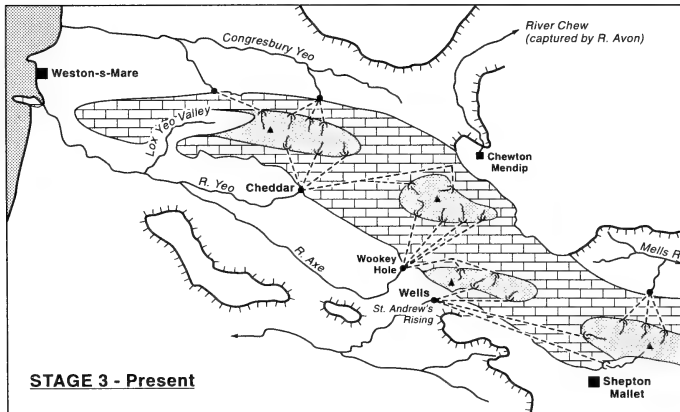 River Chew
(captured by R. Avon)
Congresbury Yeo
Weston-s-Mare
Lox Yeo Valley
Chewton
Mendip
R. Yeo
Cheddar
R. Axe
Wookey
Hole
Mells R
Wells
St. Andrew's
Rising
STAGE 3 - Present
Shepton
Mallet